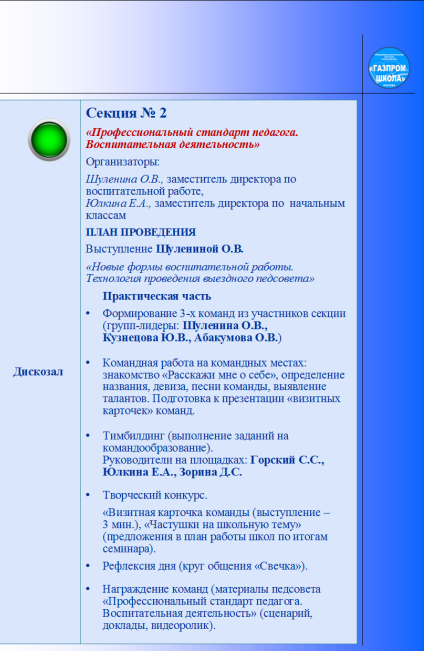 «ГАЗПРОМ
ШКОЛА»
Секция № 2
«Профессиональный стандарт педагога.
Воспитательная деятельность»
Организаторы:
Щуленина О.В., заместитель директора по
воспитательной работе,
Юлкина Е.А., заместитель директора по начальным
классам
ПЛАН ПРОВЕДЕНИЯ
Выступление Щулениной О.В.
«Новые формы воспитательной работы.
Технология проведения выездного педсовета»
Практическая часть
• Формирование 3-х команд из участников секции
(групп-лидеры: Щуленина О.В.,
Кузнецова Ю.В., Абакумова О.В.)
Дискозал
• Командная работа на командных местах:
знакомство «Расскажи мне о себе», определение
названия, девиза, песни команды, выявление
талантов. Подготовка к презентации «визитных
карточек» команд.
• Тимбилдинг (выполнение заданий на
командообразование).
Руководители на площадках: Горский С.С.,
Юлкина Е.А., Зорина Д.С.
• Творческий конкурс.
«Визитная карточка команды (выступление –
3 мин.), «Частушки на школьную тему»
(предложения в план работы школ по итогам
семинара).
• Рефлексия дня (круг общения «Свечка»).
• Награждение команд (материалы педсовета
«Профессиональный стандарт педагога.
Воспитательная деятельность» (сценарий,
доклады, видеоролик).